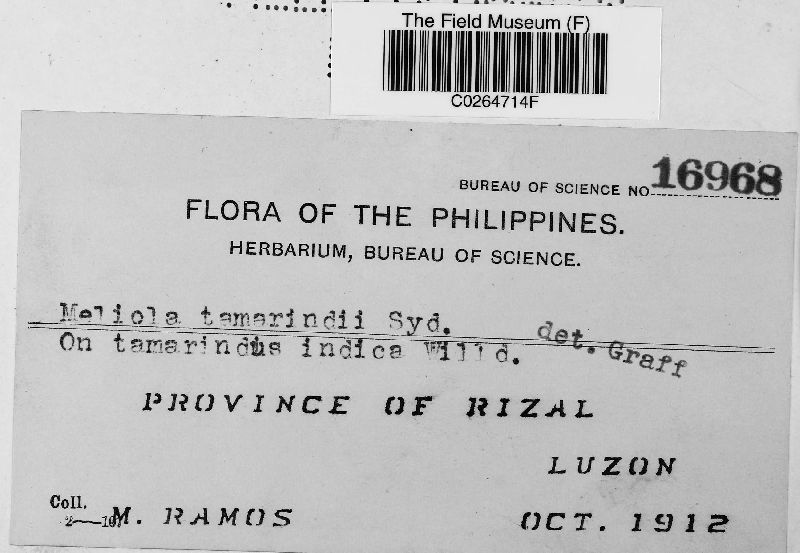 The Field Museum (F)
C0264714F
BUREAU OF SCIENCE NO. 16968
FLORA OF THE PHILIPPINES.
HERBARIUM, BUREAU OF SCIENCE.
Meliola tamarindii Syd.
On tamarindus indica Willd. det. Graff
PROVINCE OF RIZAL
LUZON
Coll. M. RAMOS OCT. 1912